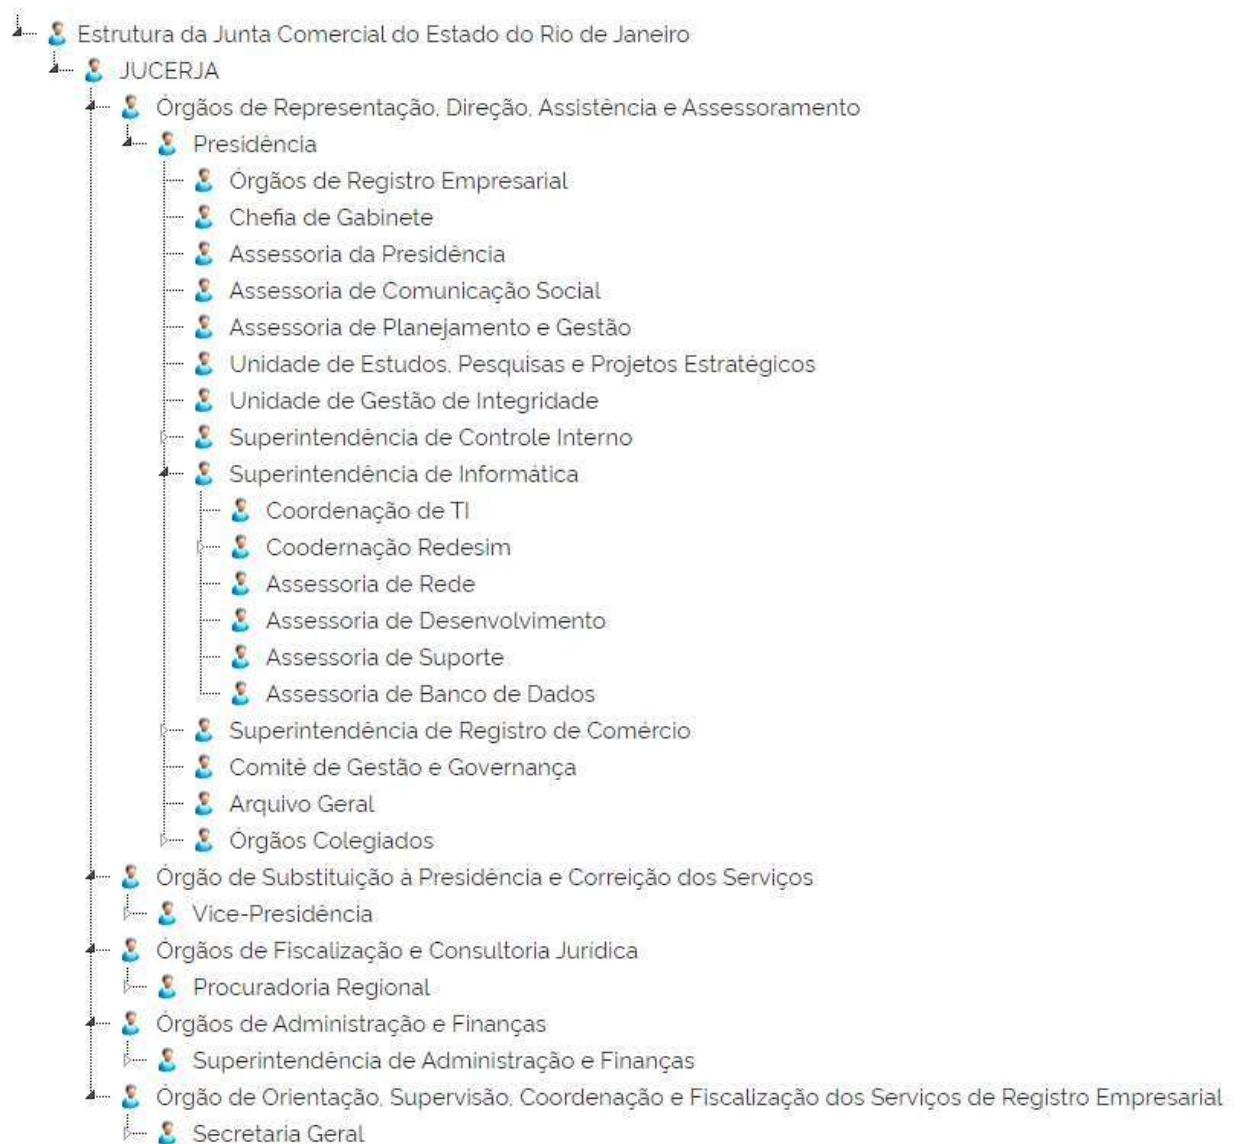 Estrutura da Junta Comercial do Estado do Rio de Janeiro
JUCERJA
Órgãos de Representação, Direção, Assistência e Assessoramento
Presidência
Órgãos de Registro Empresarial
Chefia de Gabinete
Assessoria da Presidência
Assessoria de Comunicação Social
Assessoria de Planejamento e Gestão
Unidade de Estudos, Pesquisas e Projetos Estratégicos
Unidade de Gestão de Integridade
Superintendência de Controle Interno
Superintendência de Informática
Coordenação de TI
Coodernação Redesim
Assessoria de Rede
Assessoria de Desenvolvimento
Assessoria de Suporte
Assessoria de Banco de Dados
Superintendência de Registro de Comércio
Comitê de Gestão e Governança
Arquivo Geral
Órgãos Colegiados
Órgão de Substituição à Presidência e Correição dos Serviços
Vice-Presidência
Órgãos de Fiscalização e Consultoria Jurídica
Procuradoria Regional
Órgãos de Administração e Finanças
Superintendência de Administração e Finanças
Órgão de Orientação, Supervisão, Coordenação e Fiscalização dos Serviços de Registro Empresarial
Secretaria Geral